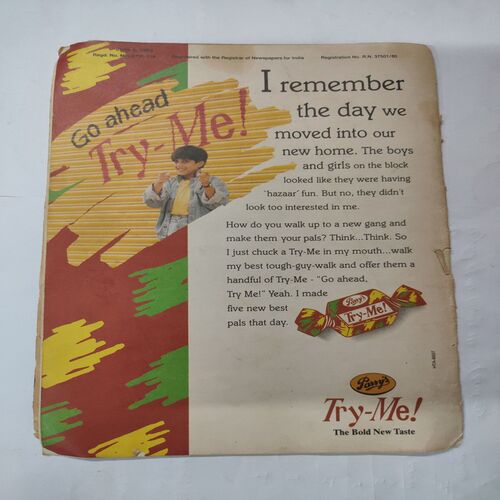 Registered with the Registrar of Newspapers for India
Registration No. R.N. 37501/80
Go ahead
Try-Me!
I remember
the day we
moved into our
new home. The boys
and girls on the block
looked like they were having
'hazaar' fun. But no, they didn't
look too interested in me.
How do you walk up to a new gang and
make them your pals? Think...Think. So
I just chuck a Try-Me in my mouth...walk
my best tough-guy-walk and offer them a
handful of Try-Me - "Go ahead,
Try Me!" Yeah. I made
five new best
pals that day.
Parry's
Try-Me!
Parry's
Try-Me!
The Bold New Taste